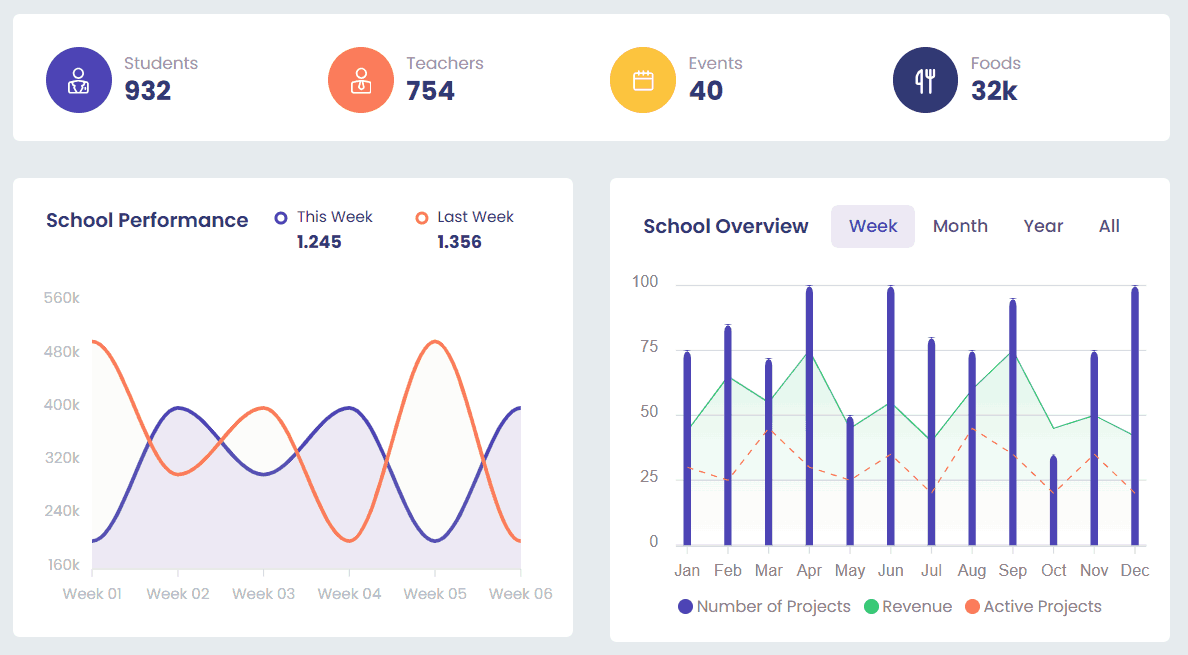 Students
932
Teachers
754
Events
40
Foods
32k
School Performance
This Week
1.245
Last Week
1.356
560k
480k
400k
320k
240k
160k
Week 01 Week 02 Week 03 Week 04 Week 05 Week 06
School Overview
Week Month Year All
100
75
50
25
0
Jan Feb Mar Apr May Jun Jul Aug Sep Oct Nov Dec
Number of Projects Revenue Active Projects